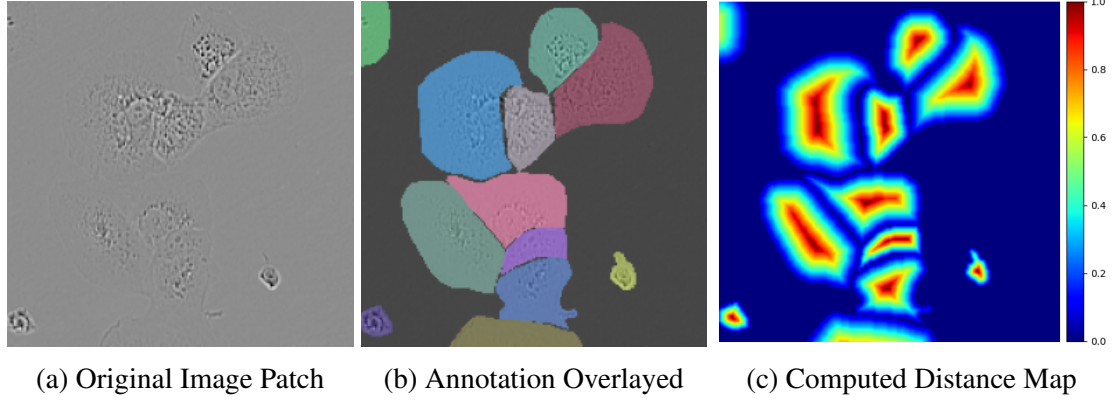 1.0
0.8
0.6
0.4
0.2
0.0
(a) Original Image Patch
(b) Annotation Overlayed
(c) Computed Distance Map